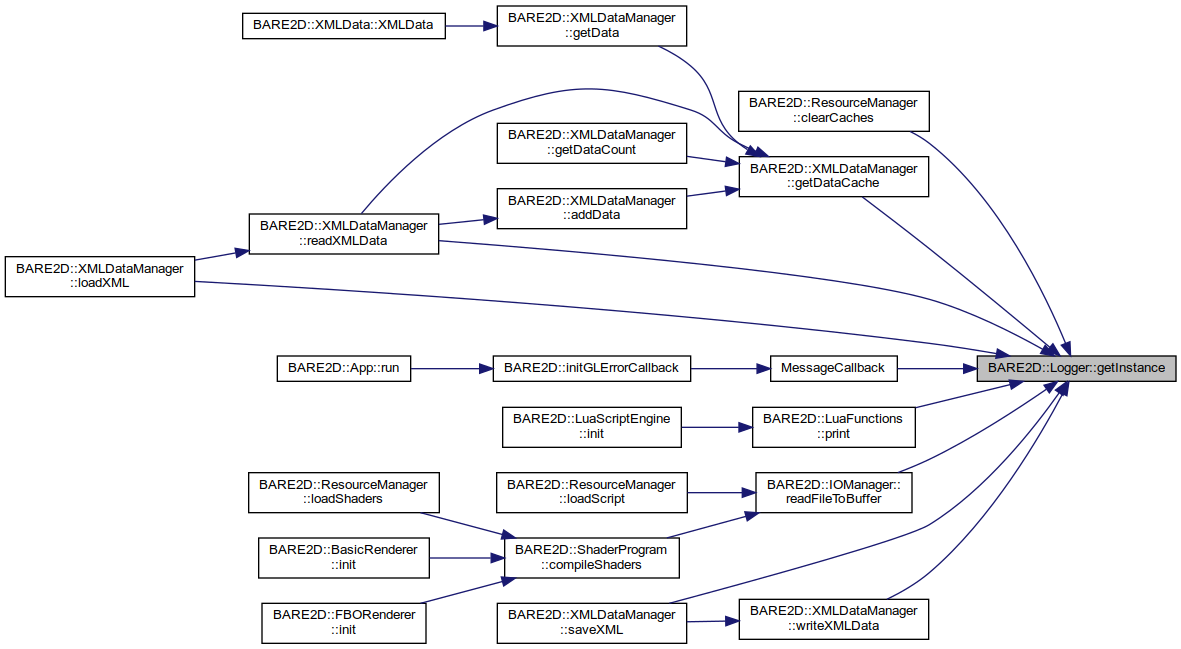 BARE2D::XMLData::XMLData
BARE2D::XMLDataManager
::getData
BARE2D::ResourceManager
::clearCaches
BARE2D::XMLDataManager
::getDataCount
BARE2D::XMLDataManager
::getDataCache
BARE2D::XMLDataManager
::addData
BARE2D::XMLDataManager
::readXMLData
BARE2D::XMLDataManager
::loadXML
BARE2D::App::run
BARE2D::initGLErrorCallback
MessageCallback
BARE2D::Logger::getInstance
BARE2D::LuaScriptEngine
::init
BARE2D::LuaFunctions
::print
BARE2D::ResourceManager
::loadShaders
BARE2D::ResourceManager
::loadScript
BARE2D::IOManager::
readFileToBuffer
BARE2D::BasicRenderer
::init
BARE2D::ShaderProgram
::compileShaders
BARE2D::FBORenderer
::init
BARE2D::XMLDataManager
::saveXML
BARE2D::XMLDataManager
::writeXMLData